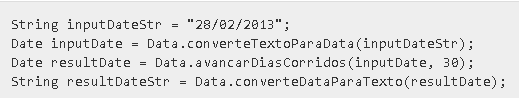 String inputDateStr = "28/02/2013";
Date inputDate = Data.converteTextoParaData(inputDateStr);
Date resultDate = Data.avancarDiasCorridos(inputDate, 30);
String resultDateStr = Data.converteDataParaTexto(resultDate);